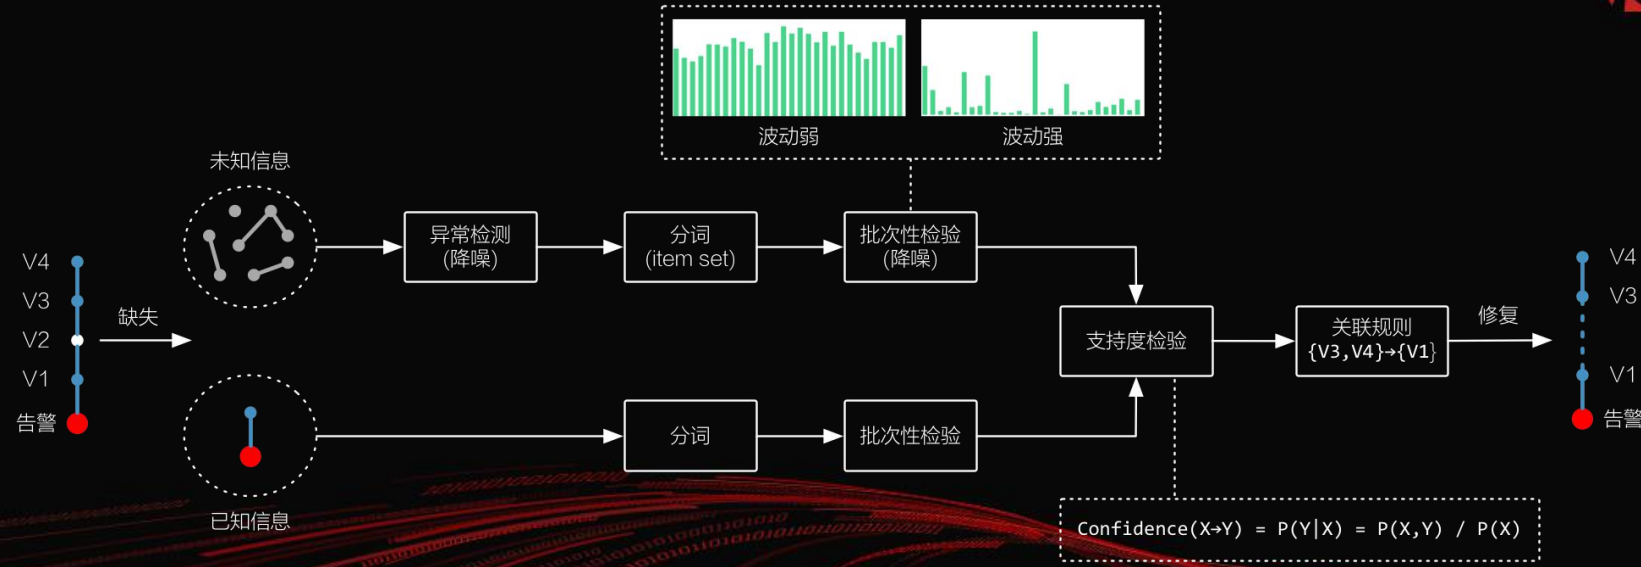 波动弱
波动强
未知信息
异常检测
(降噪)
分词
(item set)
批次性检验
(降噪)
V4
V3
V2
V1
告警
缺失
支持度检验
关联规则
{V3,V4}→{V1}
修复
V4
V3
V1
告警
分词
批次性检验
已知信息
Confidence(X→Y) = P(Y|X) = P(X,Y) / P(X)